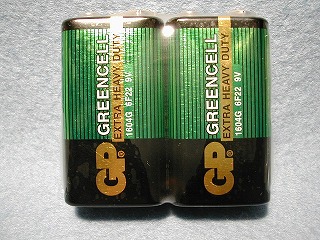 GP®
GREENCELL
EXTRA HEAVY DUTY
1604G 6F22 9V
GP®
GREENCELL
EXTRA HEAVY DUTY
1604G 6F22 9V